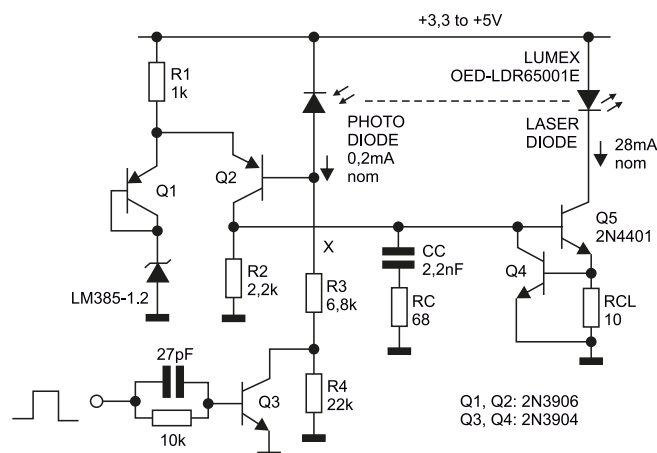 +3,3 to +5V
LUMEX
OED-LDR65001E
R1
1k
PHOTO
DIODE
0,2mA
nom
LASER
DIODE
28mA
nom
Q1
Q2
Q5
2N4401
X
CC
2,2nF
Q4
R2
2,2k
LM385-1.2
R3
6,8k
RC
68
RCL
10
27pF
Q3
R4
22k
10k
Q1, Q2: 2N3906
Q3, Q4: 2N3904